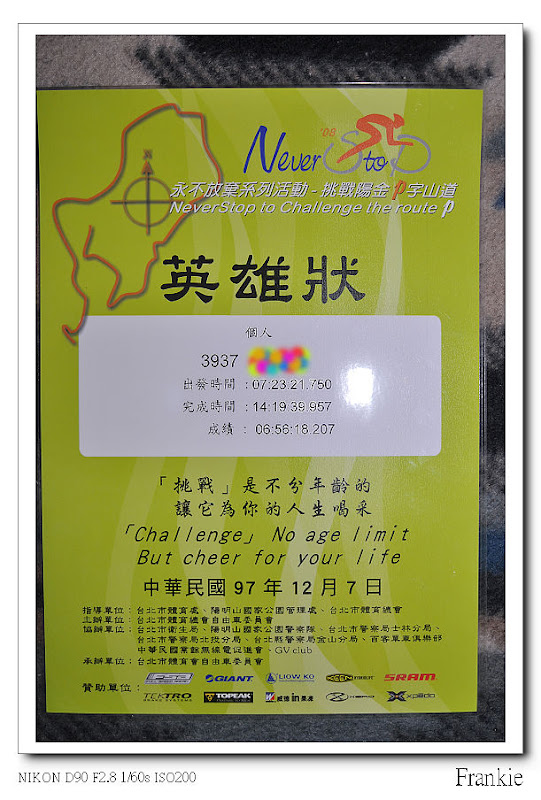 N
'08
Never Stop
永不放棄系列活動 - 挑戰陽金P字山道
NeverStop to Challenge the route P
英雄狀
個人
3937
出發時間 : 07:23:21.750
完成時間 : 14:19:39.957
成績 : 06:56:18.207
「挑戰」是不分年齡的
讓它為你的人生喝采
「Challenge」 No age limit
But cheer for your life
中華民國 97 年 12 月 7 日
指導單位：台北市體育處、陽明山國家公園管理處、台北市體育總會
主辦單位：台北市體育總會自由車委員會
協辦單位：台北市衛生局、陽明山國家公園警察隊、台北市警察局士林分局、
台北市警察局北投分局、台北縣警察局金山分局、百客單車俱樂部
中華民國業餘無線電促進會、GV club
承辦單位：台北市體育會自由車委員會
贊助單位：
FSA GIANT LIOW KO KEEN SRAM
TEKTRO TOPEAK 威勝in美滿 Xpedo
NIKON D90 F2.8 1/60s ISO200
Frankie